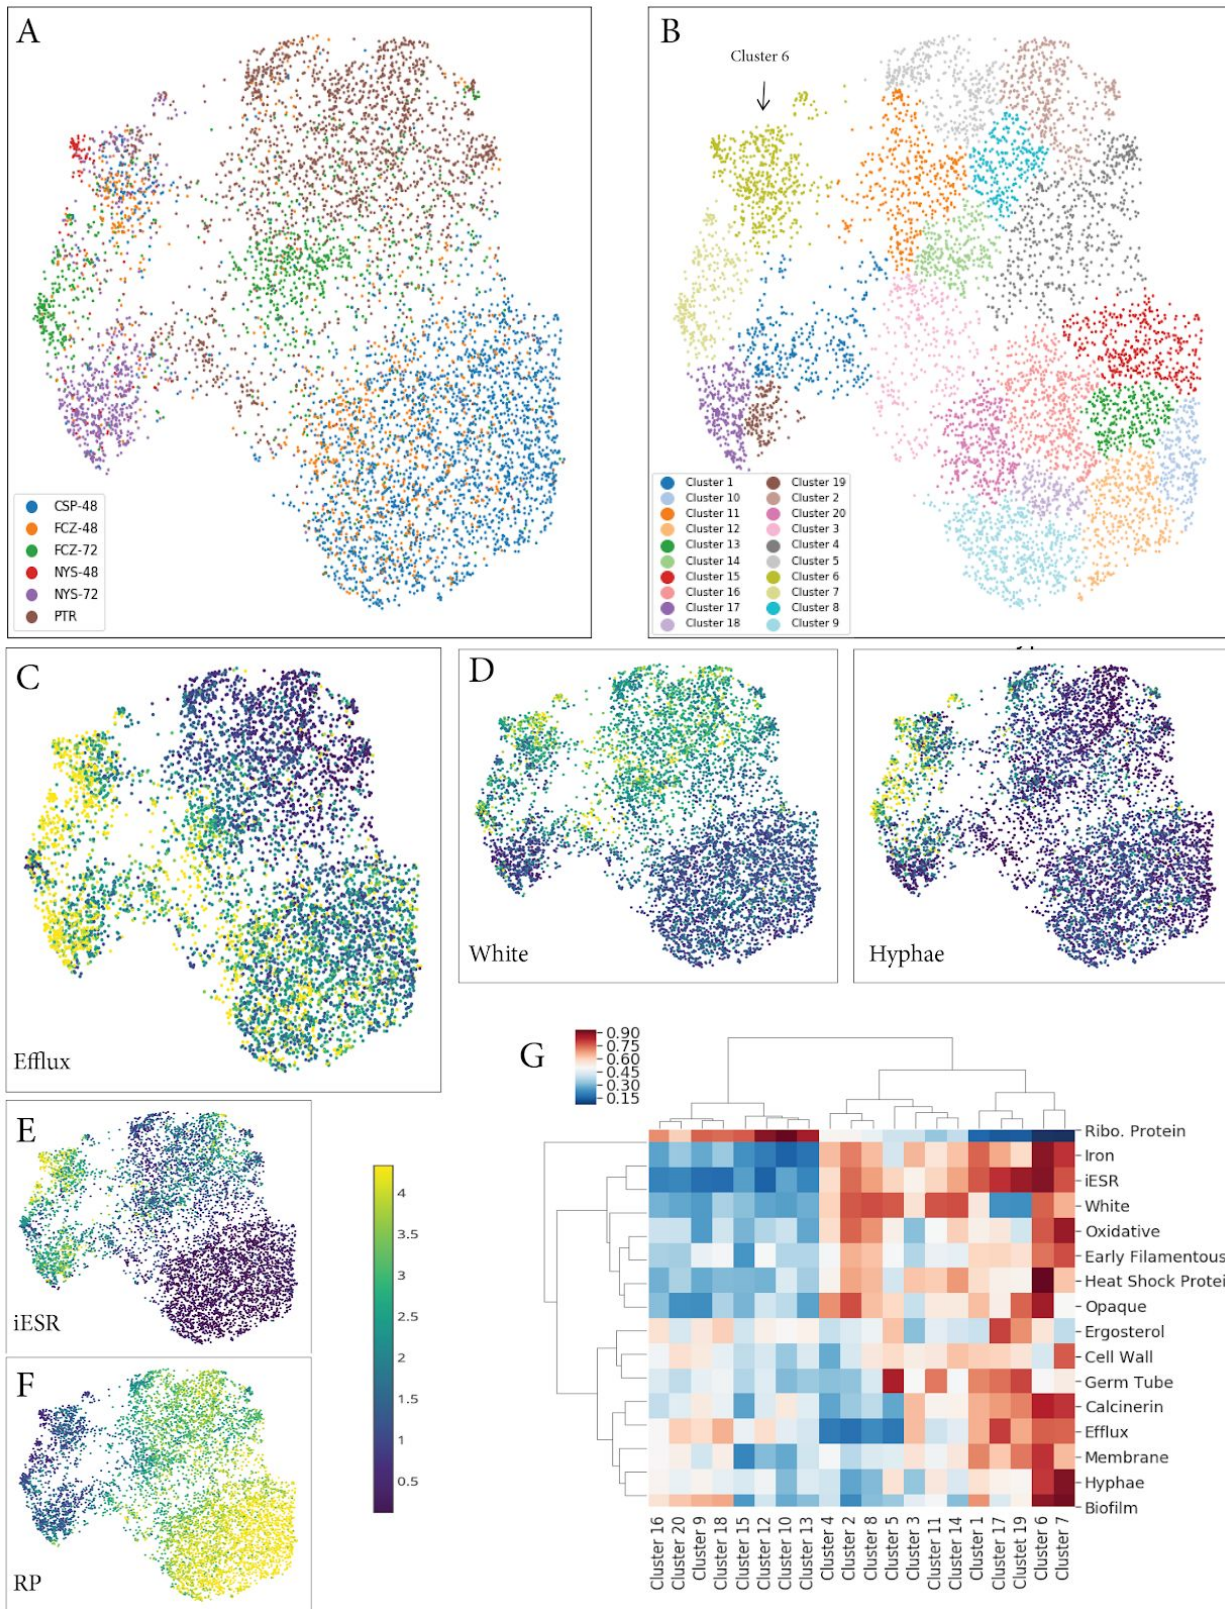 A
CSP-48
FCZ-48
FCZ-72
NYS-48
NYS-72
PTR
B
Cluster 6
Cluster 1
Cluster 10
Cluster 11
Cluster 12
Cluster 13
Cluster 14
Cluster 15
Cluster 16
Cluster 17
Cluster 18
Cluster 19
Cluster 2
Cluster 20
Cluster 3
Cluster 4
Cluster 5
Cluster 6
Cluster 7
Cluster 8
Cluster 9
C
Efflux
D
White
Hyphae
E
iESR
F
RP
4
3.5
3
2.5
2
1.5
1
0.5
G
0.90
0.75
0.60
0.45
0.30
0.15
Ribo. Protein
Iron
iESR
White
Oxidative
Early Filamentous
Heat Shock Protei
Opaque
Ergosterol
Cell Wall
Germ Tube
Calcinerin
Efflux
Membrane
Hyphae
Biofilm
Cluster 16
Cluster 20
Cluster 9
Cluster 18
Cluster 15
Cluster 12
Cluster 10
Cluster 13
Cluster 4
Cluster 2
Cluster 8
Cluster 5
Cluster 3
Cluster 11
Cluster 14
Cluster 1
Cluster 17
Clustet 19
Cluster 6
Cluster 7